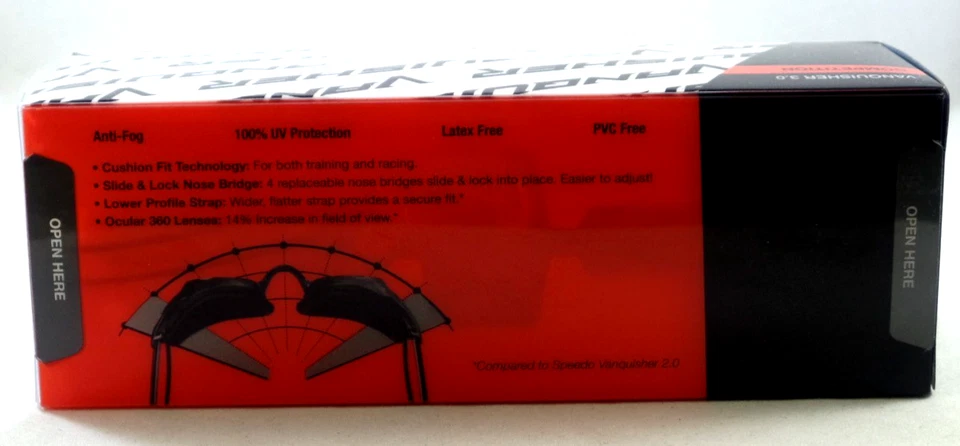 VANQUISHER
VANQUISHER 3.0
COMPETITION
Anti-Fog 100% UV Protection Latex Free PVC Free
• Cushion Fit Technology: For both training and racing.
• Slide & Lock Nose Bridge: 4 replaceable nose bridges slide & lock into place. Easier to adjust!
• Lower Profile Strap: Wider, flatter strap provides a secure fit.*
• Ocular 360 Lenses: 14% increase in field of view.*
OPEN HERE
OPEN HERE
*Compared to Speedo Vanquisher 2.0